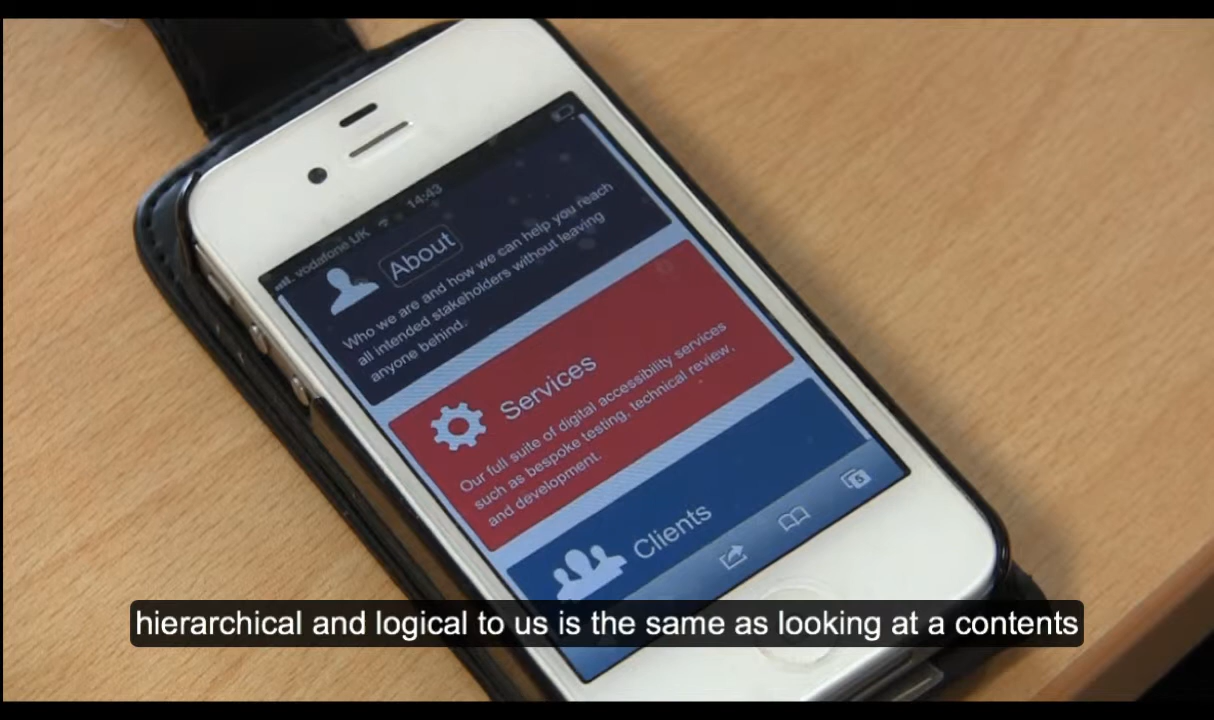 vodafone UK 14:43
About
Who we are and how we can help you reach
all intended stakeholders without leaving
anyone behind.
Services
Our full suite of digital accessibility services
such as bespoke testing, technical review,
and development.
Clients
5
hierarchical and logical to us is the same as looking at a contents